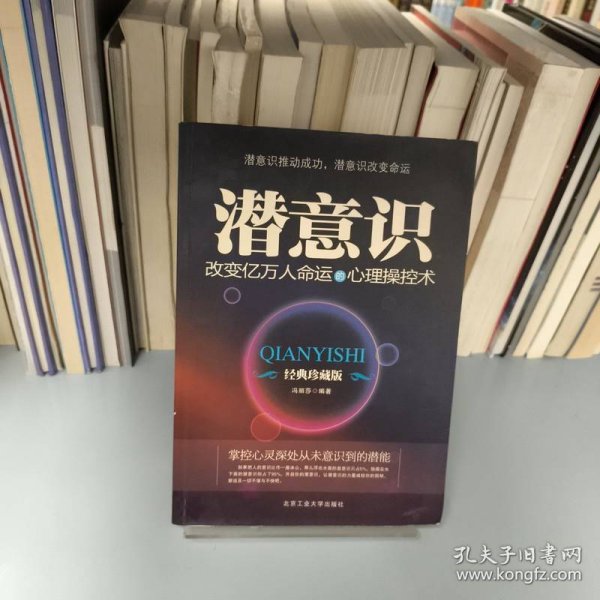 潜意识推动成功，潜意识改变命运
潜意识
改变亿万人命运的心理操控术
QIANYISHI
经典珍藏版
冯丽莎◎编著
掌控心灵深处从未意识到的潜能
北京工业大学出版社
孔夫子旧书网
www.kongfz.com